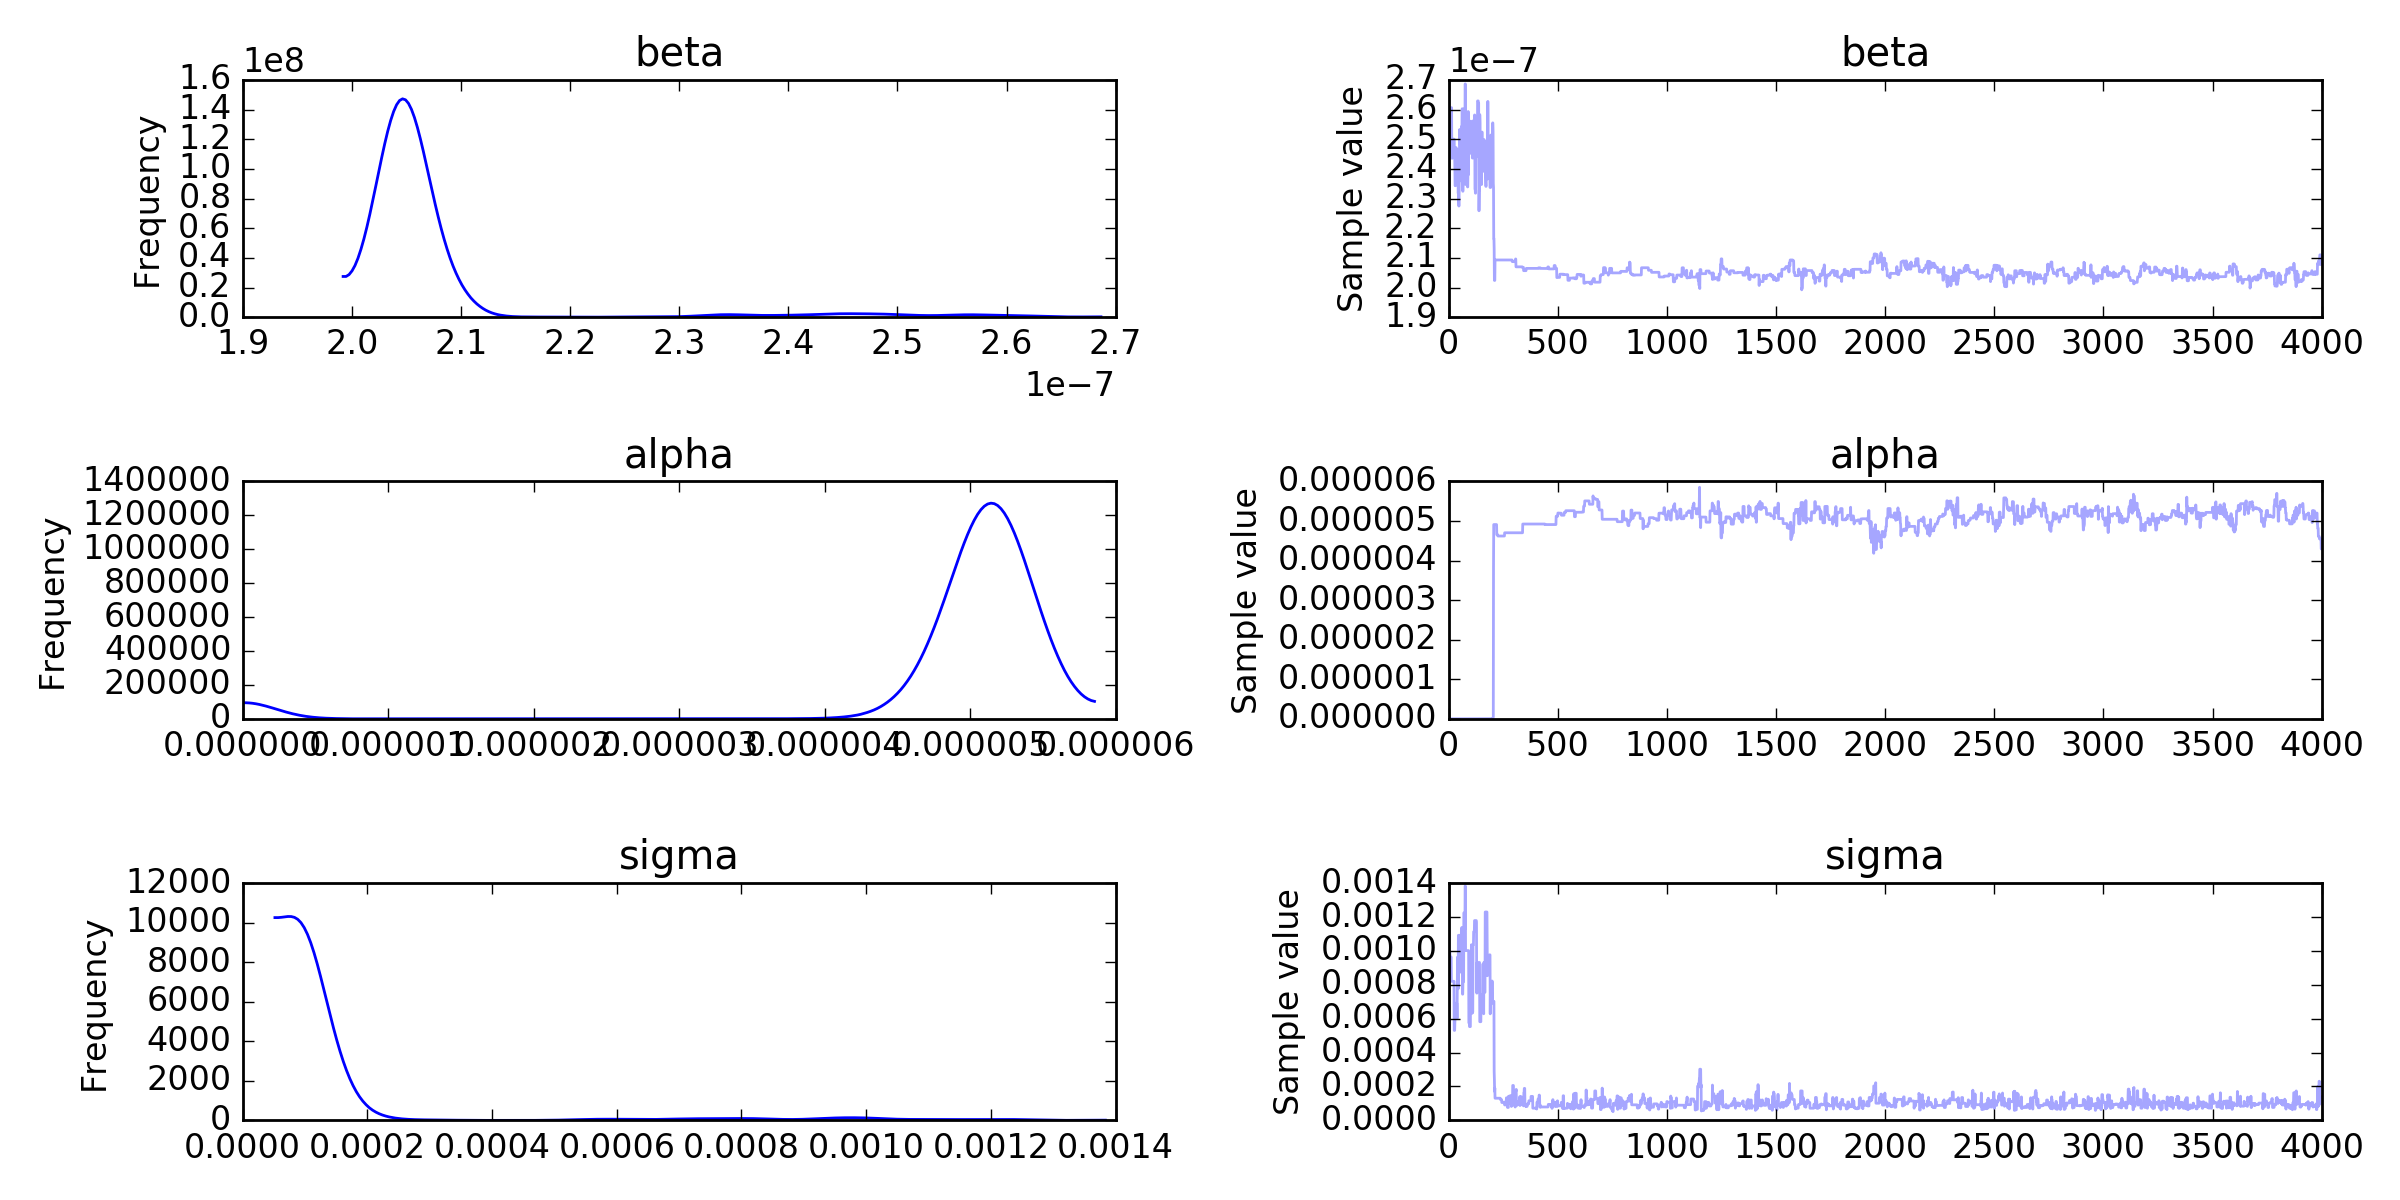 beta
1e8
Frequency
1.6
1.4
1.2
1.0
0.8
0.6
0.4
0.2
0.0
1.9 2.0 2.1 2.2 2.3 2.4 2.5 2.6 2.7
1e−7
beta
1e−7
Sample value
2.7
2.6
2.5
2.4
2.3
2.2
2.1
2.0
1.9
0 500 1000 1500 2000 2500 3000 3500 4000
alpha
Frequency
1400000
1200000
1000000
800000
600000
400000
200000
0
0.000000 0.000001 0.000002 0.000003 0.000004 0.000005 0.000006
alpha
Sample value
0.000006
0.000005
0.000004
0.000003
0.000002
0.000001
0.000000
0 500 1000 1500 2000 2500 3000 3500 4000
sigma
Frequency
12000
10000
8000
6000
4000
2000
0
0.0000 0.0002 0.0004 0.0006 0.0008 0.0010 0.0012 0.0014
sigma
Sample value
0.0014
0.0012
0.0010
0.0008
0.0006
0.0004
0.0002
0.0000
0 500 1000 1500 2000 2500 3000 3500 4000